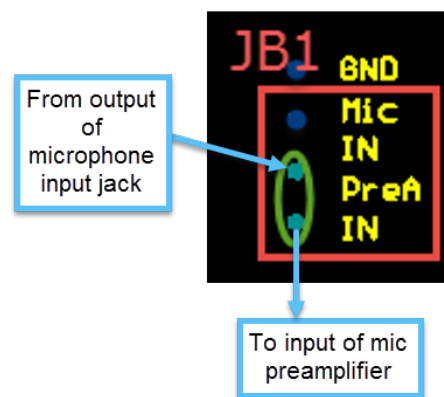 JB1
GND
Mic
IN
PreA
IN
From output
of
microphone
input jack
To input of mic
preamplifier